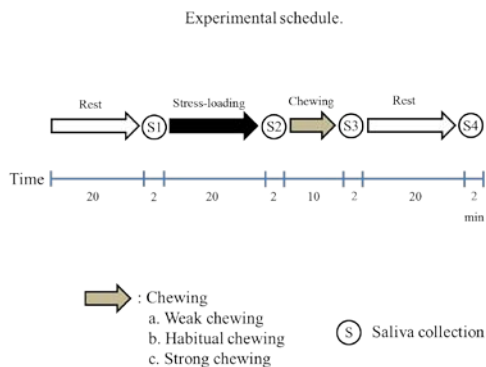 Experimental schedule.
Rest Stress-loading Chewing Rest
S1 S2 S3 S4
Time
20 2 20 2 10 2 20 2
min
: Chewing
a. Weak chewing
b. Habitual chewing
c. Strong chewing
S Saliva collection